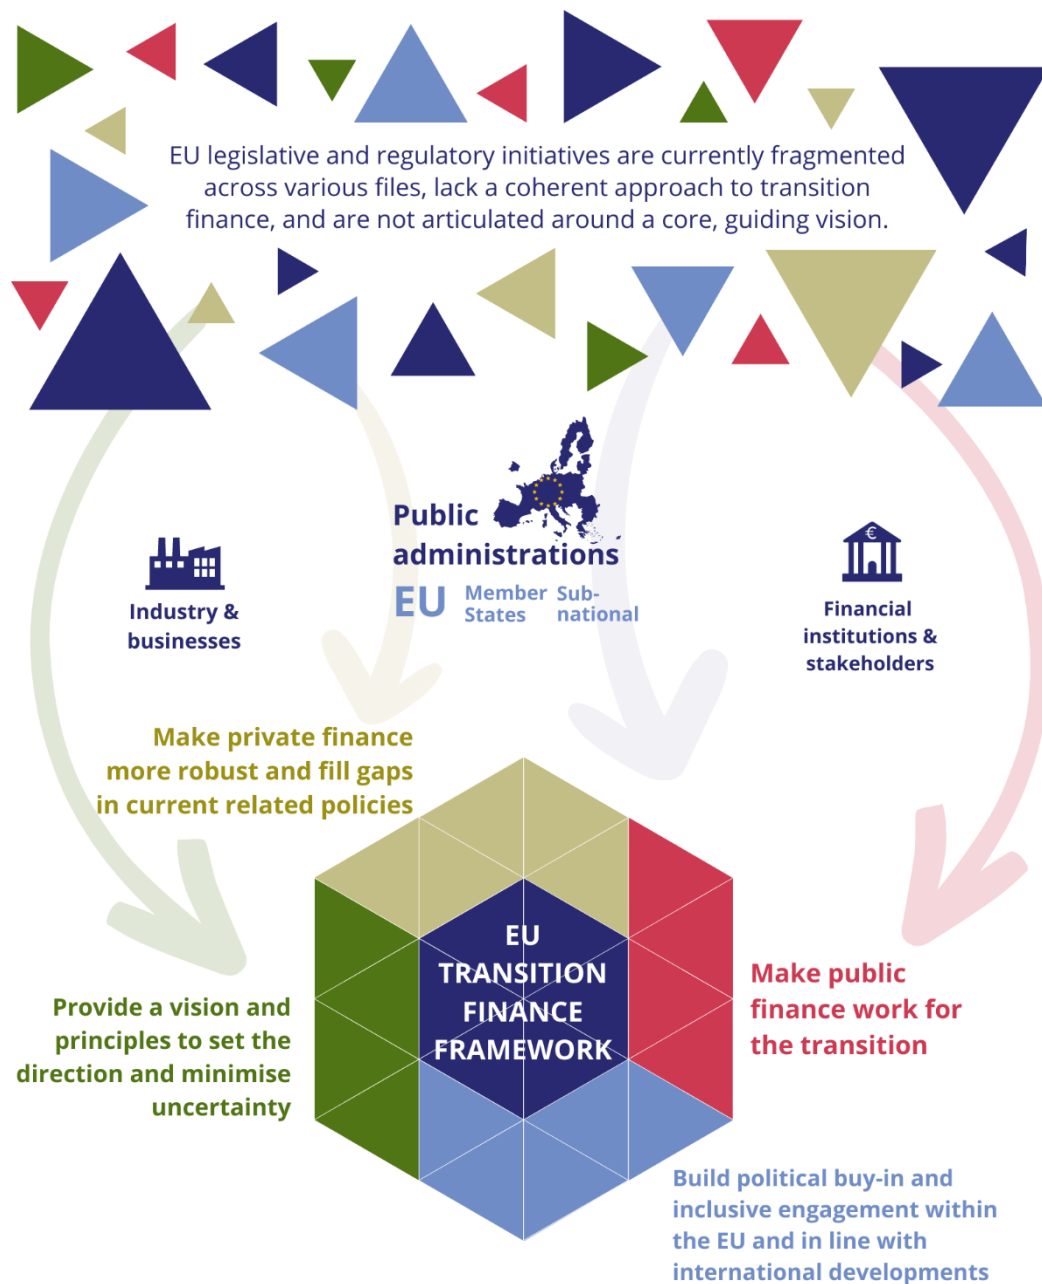 EU legislative and regulatory initiatives are currently fragmented
across various files, lack a coherent approach to transition
finance, and are not articulated around a core, guiding vision.
Public
administrations
EU
Member
States
Sub-
national
Industry &
businesses
€
Financial
institutions &
stakeholders
Make private finance
more robust and fill gaps
in current related policies
EU
TRANSITION
FINANCE
FRAMEWORK
Make public
finance work for
the transition
Provide a vision and
principles to set the
direction and minimise
uncertainty
Build political buy-in and
inclusive engagement within
the EU and in line with
international developments